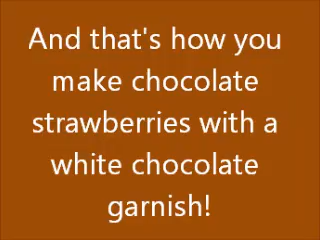 And that's how you
make chocolate
strawberries with a
white chocolate
garnish!